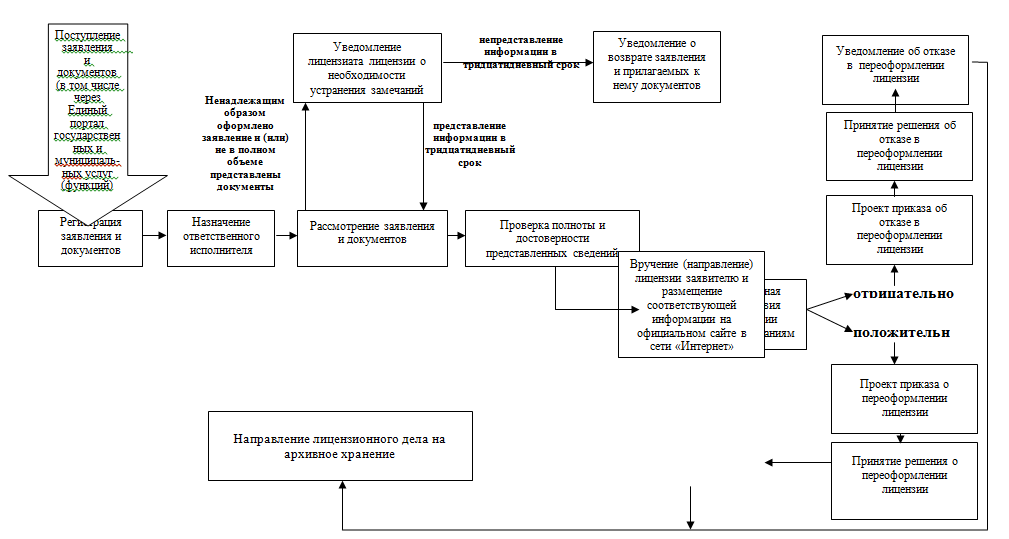 Поступление
заявления
и
документов
(в том числе
через
Единый
портал
государствен
ных и
муниципаль-
ных услуг
(функций)
Регистрация
заявления и
документов
Назначение
ответственного
исполнителя
Рассмотрение заявления
и документов
Ненадлежащим
образом
оформлено
заявление и (или)
не в полном
объеме
представлены
документы
Уведомление
лицензиата лицензии о
необходимости
устранения замечаний
непредставление
информации в
тридцатидневный срок
представление
информации в
тридцатидневный
срок
Уведомление о
возврате заявления
и прилагаемых к
нему документов
Проверка полноты и
достоверности
представленных сведений
Вручение (направление)
лицензии заявителю и
размещение
соответствующей
информации на
официальном сайте в
сети «Интернет»
ная
вия
ии
аниям
отрицательно
положительн
Проект приказа об
отказе в
переоформлении
лицензии
Принятие решения об
отказе в
переоформлении
лицензии
Уведомление об отказе
в переоформлении
лицензии
Проект приказа о
переоформлении
лицензии
Принятие решения о
переоформлении
лицензии
Направление лицензионного дела на
архивное хранение